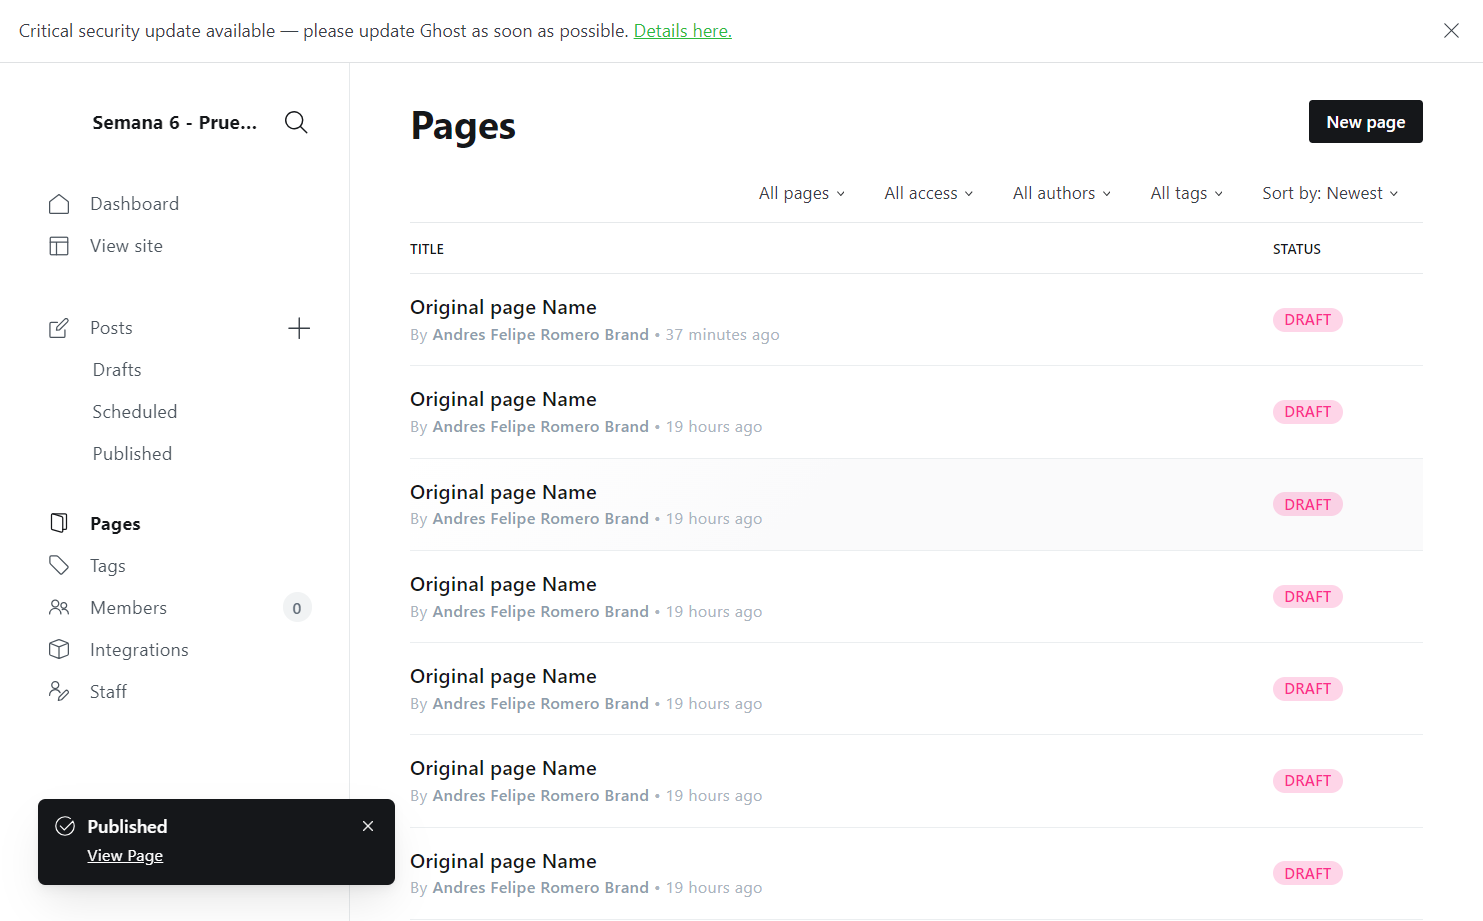 Critical security update available — please update Ghost as soon as possible. Details here.
Semana 6 - Prue...
Dashboard
View site
Posts
Drafts
Scheduled
Published
Pages
Tags
Members 0
Integrations
Staff
Published
View Page
Pages
New page
All pages All access All authors All tags Sort by: Newest
TITLE STATUS
Original page Name
By Andres Felipe Romero Brand • 37 minutes ago
DRAFT
Original page Name
By Andres Felipe Romero Brand • 19 hours ago
DRAFT
Original page Name
By Andres Felipe Romero Brand • 19 hours ago
DRAFT
Original page Name
By Andres Felipe Romero Brand • 19 hours ago
DRAFT
Original page Name
By Andres Felipe Romero Brand • 19 hours ago
DRAFT
Original page Name
By Andres Felipe Romero Brand • 19 hours ago
DRAFT
Original page Name
By Andres Felipe Romero Brand • 19 hours ago
DRAFT